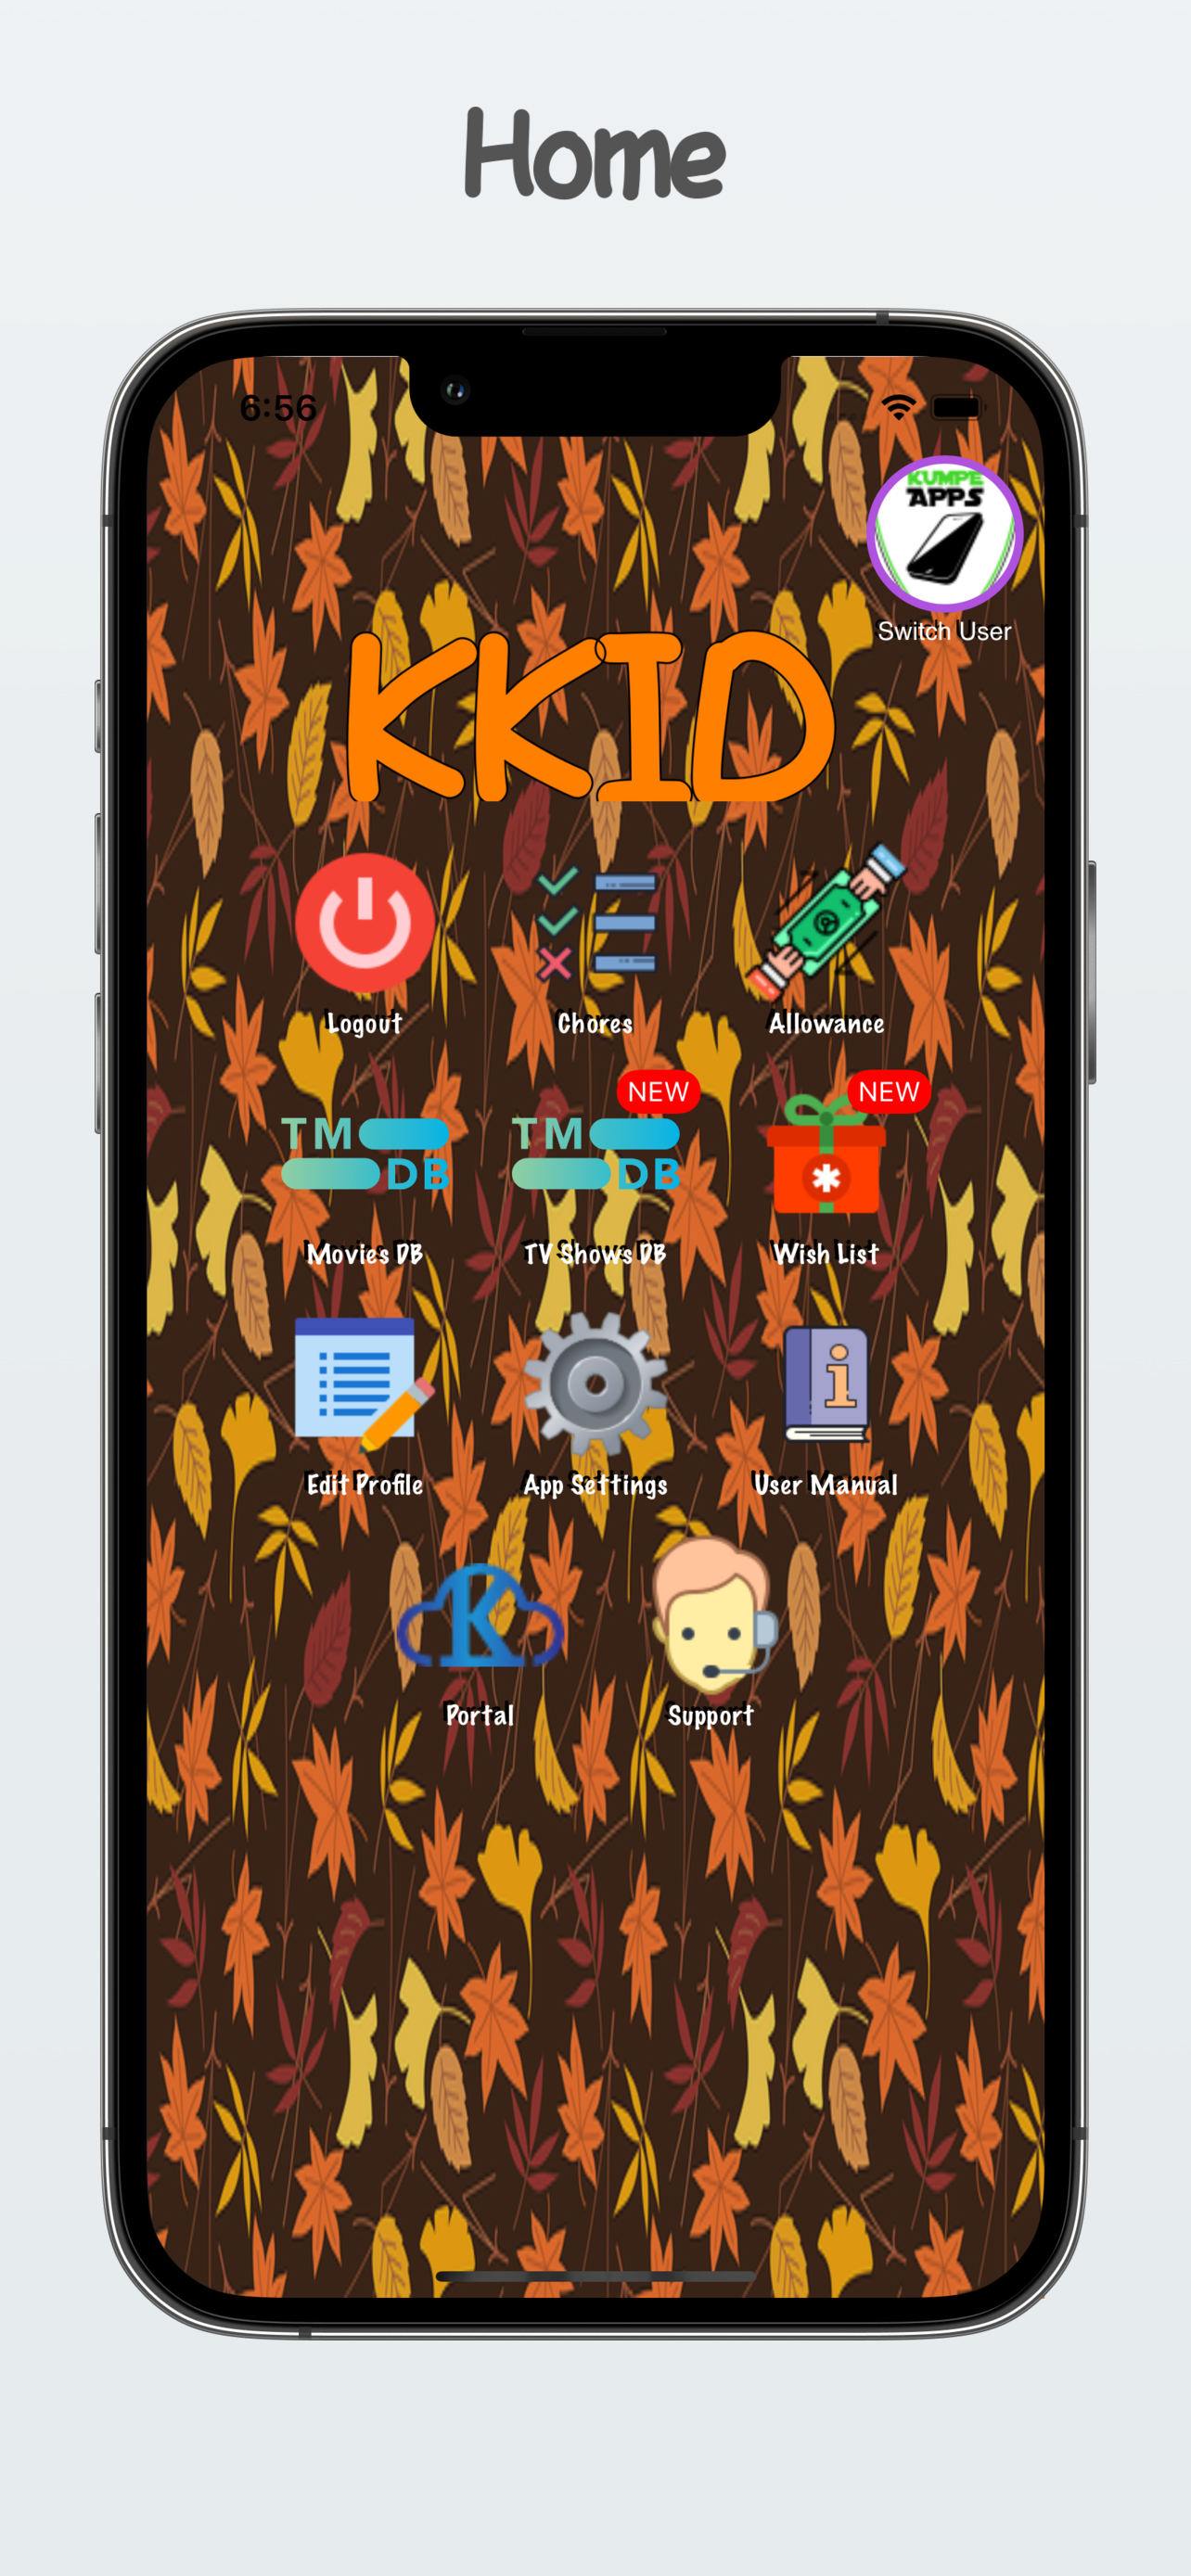 Home
6:56
KUMPE
APPS
Switch User
KKID
Logout Chores Allowance
NEW NEW
TM TM
DB DB
Movies DB TV Shows DB Wish List
i
Edit Profile App Settings User Manual
K
Portal Support